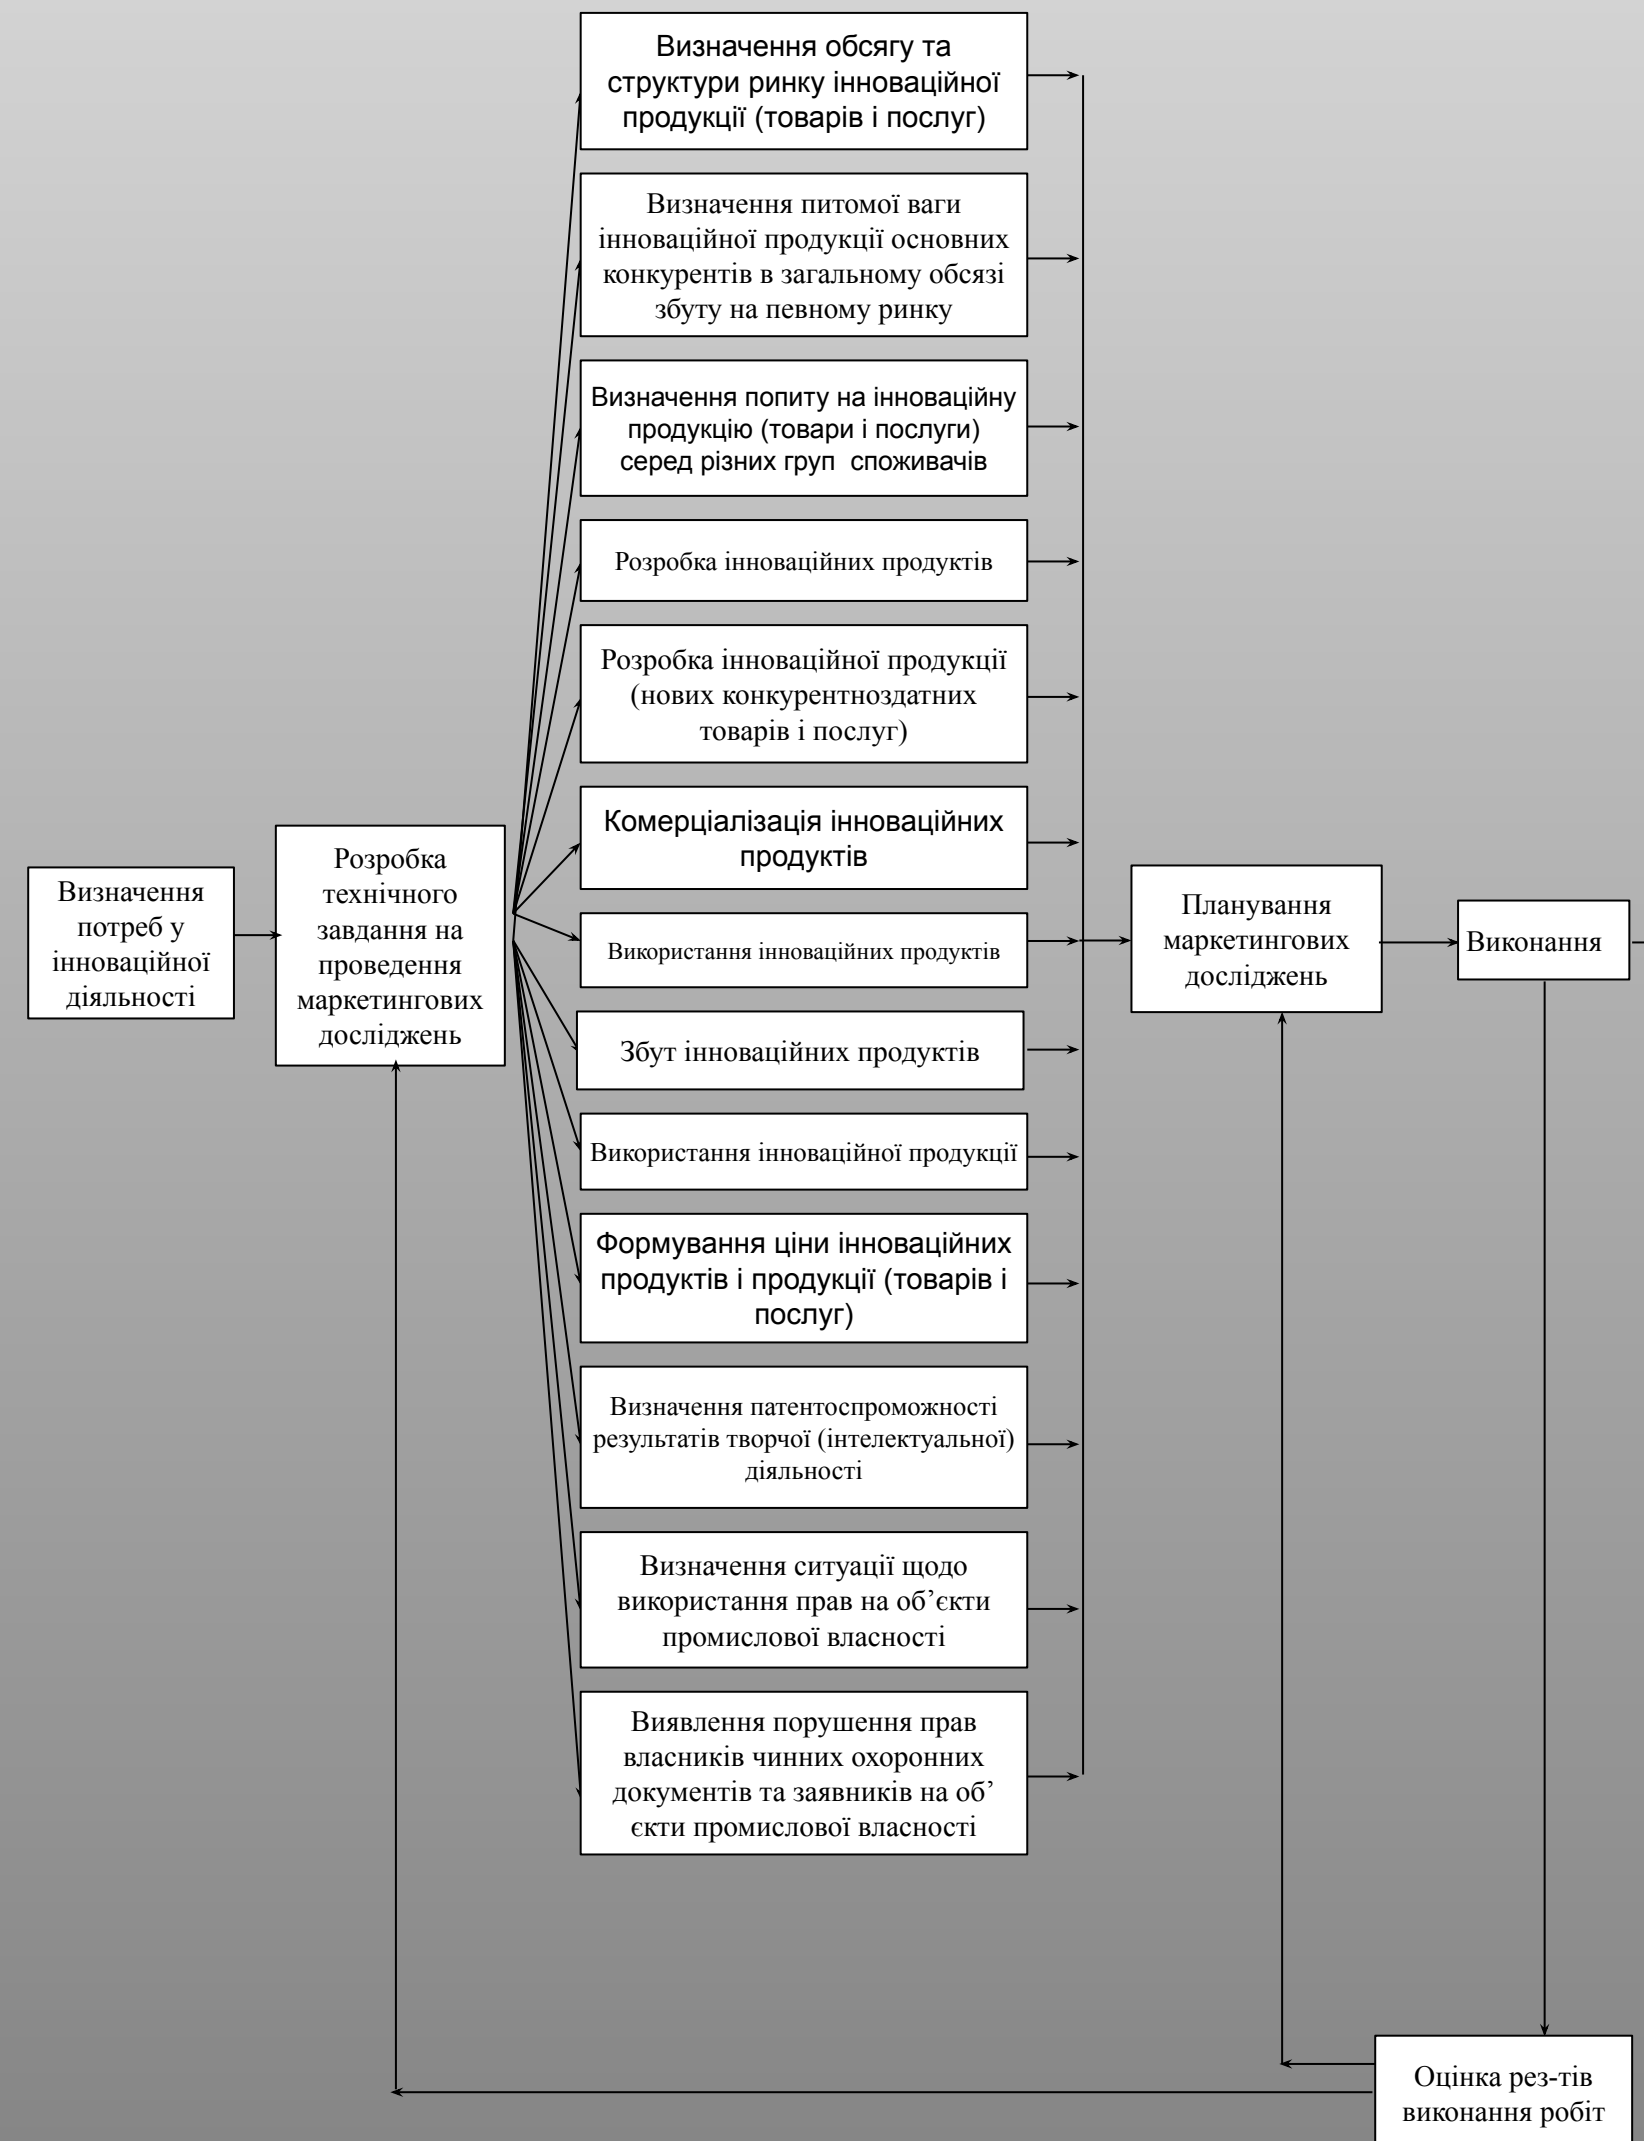 Визначення
потреб у
інноваційної
діяльності
Розробка
технічного
завдання на
проведення
маркетингових
досліджень
Визначення обсягу та
структури ринку інноваційної
продукції (товарів і послуг)
Визначення питомої ваги
інноваційної продукції основних
конкурентів в загальному обсязі
збуту на певному ринку
Визначення попиту на інноваційну
продукцію (товари і послуги)
серед різних груп споживачів
Розробка інноваційних продуктів
Розробка інноваційної продукції
(нових конкурентноздатних
товарів і послуг)
Комерціалізація інноваційних
продуктів
Використання інноваційних продуктів
Збут інноваційних продуктів
Використання інноваційної продукції
Формування ціни інноваційних
продуктів і продукції (товарів і
послуг)
Визначення патентоспроможності
результатів творчої (інтелектуальної)
діяльності
Визначення ситуації щодо
використання прав на об’єкти
промислової власності
Виявлення порушення прав
власників чинних охоронних
документів та заявників на об’
єкти промислової власності
Планування
маркетингових
досліджень
Виконання
Оцінка рез-тів
виконання робіт